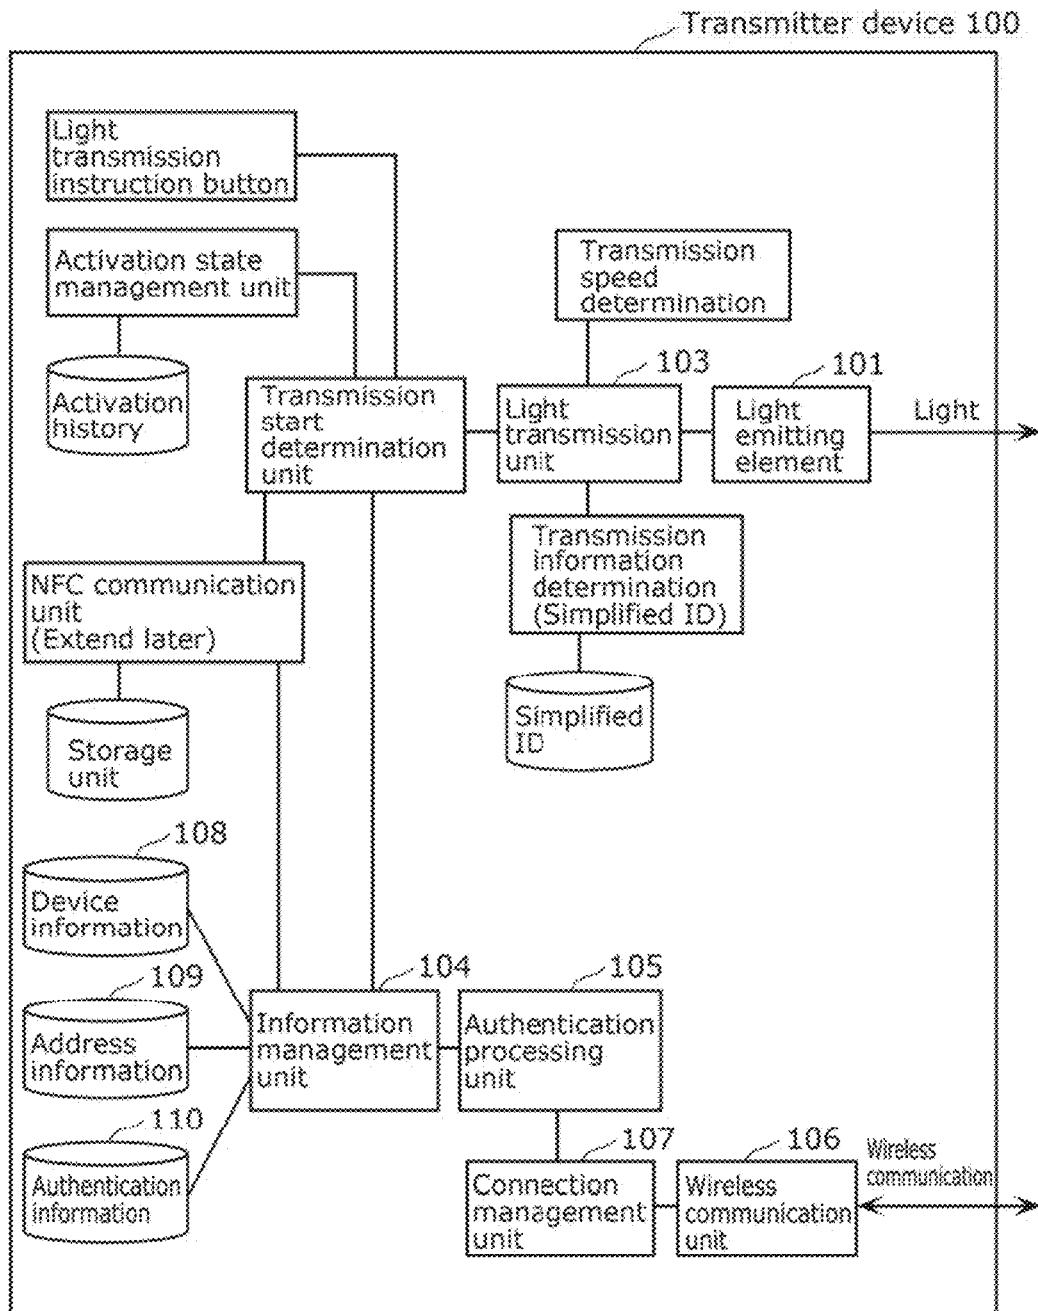 Transmitter device 100
Light
transmission
instruction button
Activation state
management unit
Activation
history
Transmission
speed
determination
Transmission
start
determination
unit
103
Light
transmission
unit
101
Light
emitting
element
Light
Transmission
information
determination
(Simplified ID)
NFC communication
unit
(Extend later)
Simplified
ID
Storage
unit
108
Device
information
109
Address
information
110
Authentication
information
104
Information
management
unit
105
Authentication
processing
unit
107
Connection
management
unit
106
Wireless
communication
unit
Wireless
communication